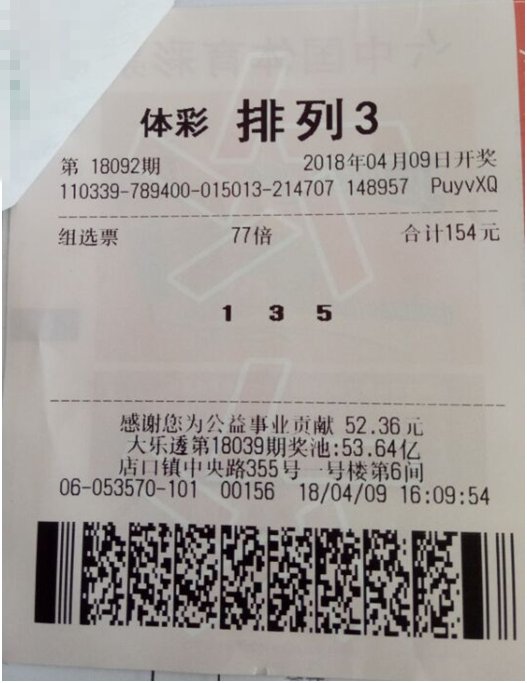 体彩 排列3
第 18092期 2018年04月09日开奖
110339-789400-015013-214707 148957 PuyvXQ
组选票 77倍 合计154元
1 3 5
感谢您为公益事业贡献 52.36元
大乐透第18039期奖池:53.64亿
店口镇中央路355号一号楼第6间
06-053570-101 00156 18/04/09 16:09:54